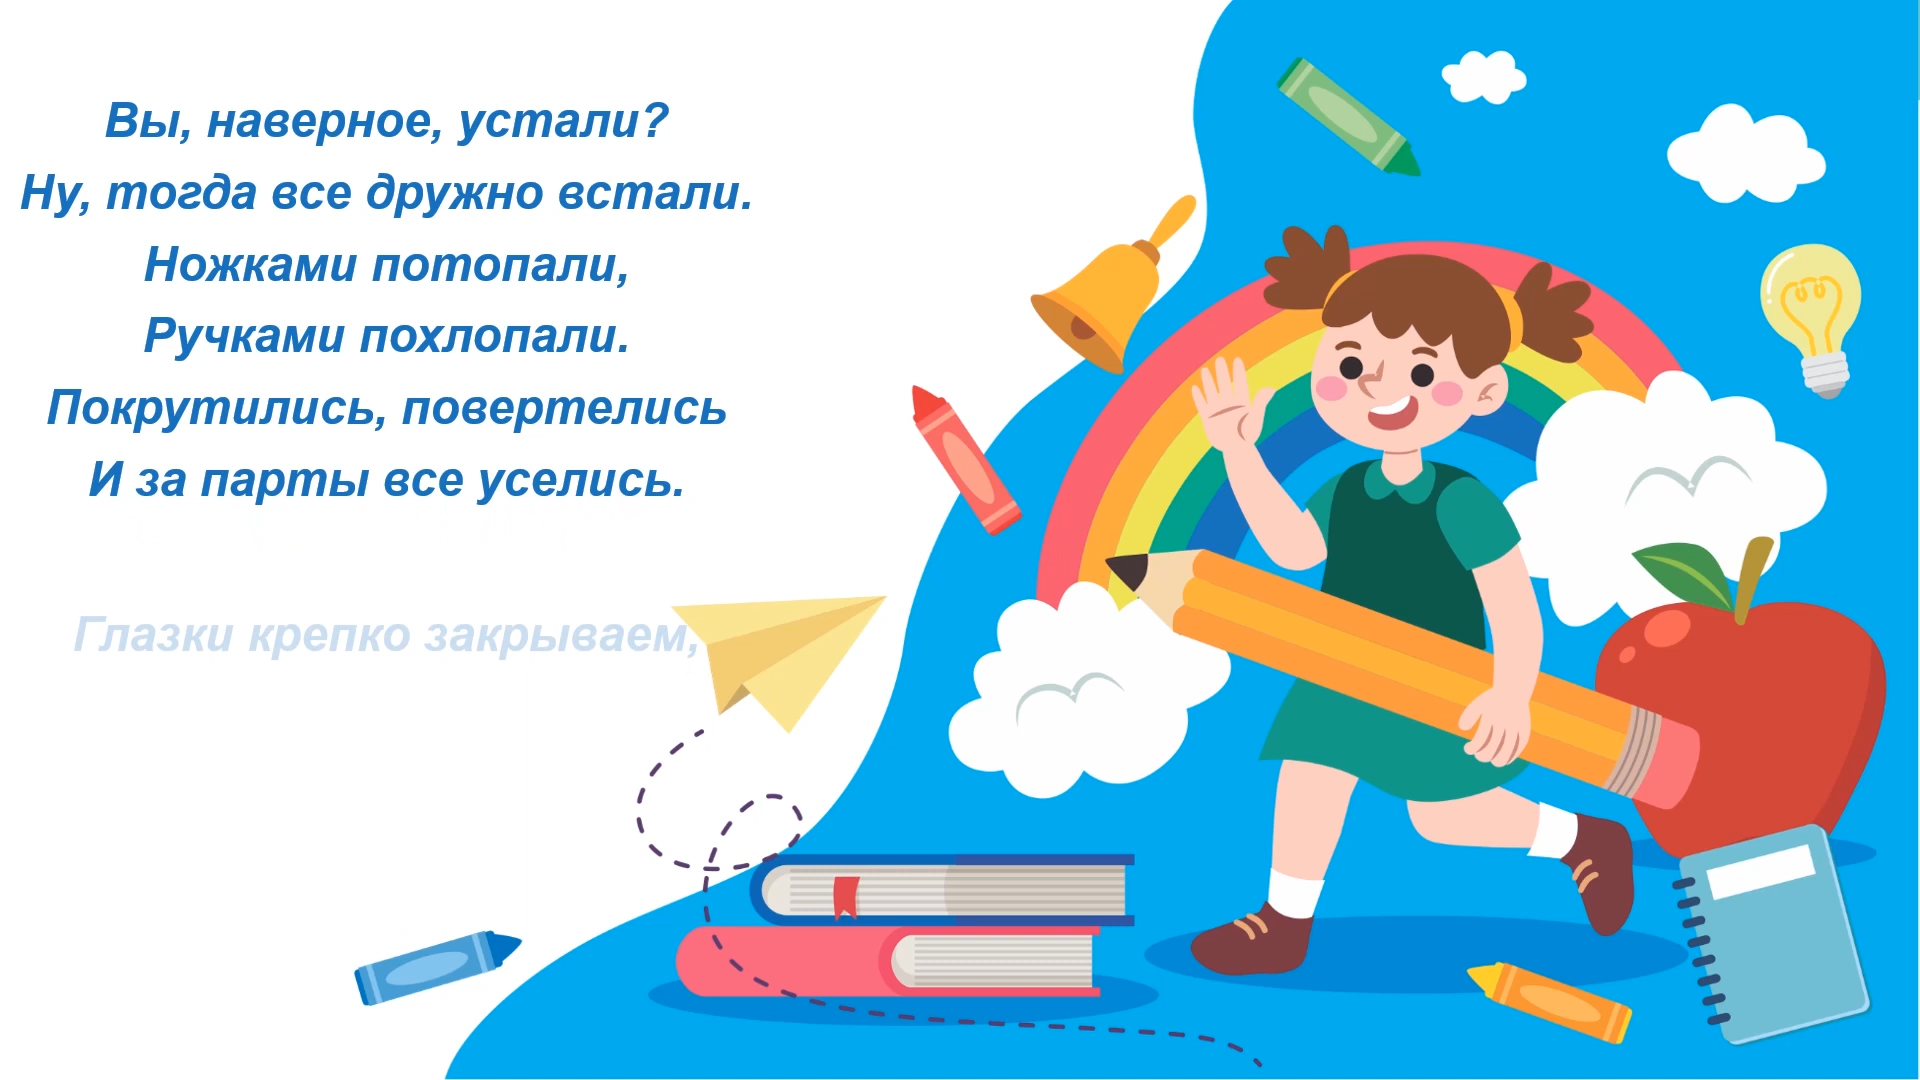 Вы, наверное, устали?
Ну, тогда все дружно встали.
Ножками потопали,
Ручками похлопали.
Покрутились, повертелись
И за парты все уселись.
Глазки крепко закрываем,